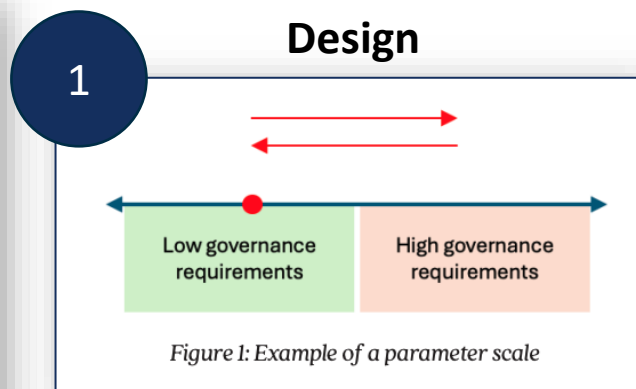 1
Design
Low governance
requirements
High governance
requirements
Figure 1: Example of a parameter scale